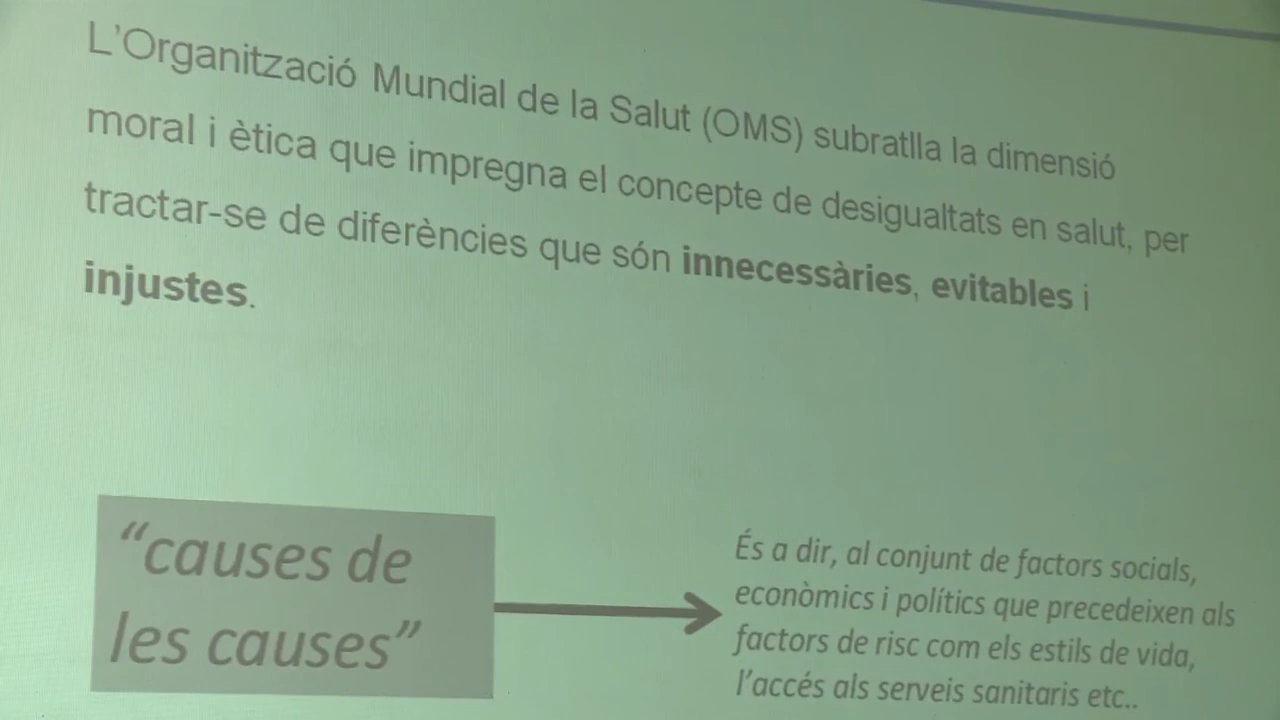 L’Organització Mundial de la Salut (OMS) subratlla la dimensió
moral i ètica que impregna el concepte de desigualtats en salut, per
tractar-se de diferències que són innecessàries, evitables i
injustes.
“causes de
les causes”
És a dir, al conjunt de factors socials,
econòmics i polítics que precedeixen als
factors de risc com els estils de vida,
l’accés als serveis sanitaris etc..